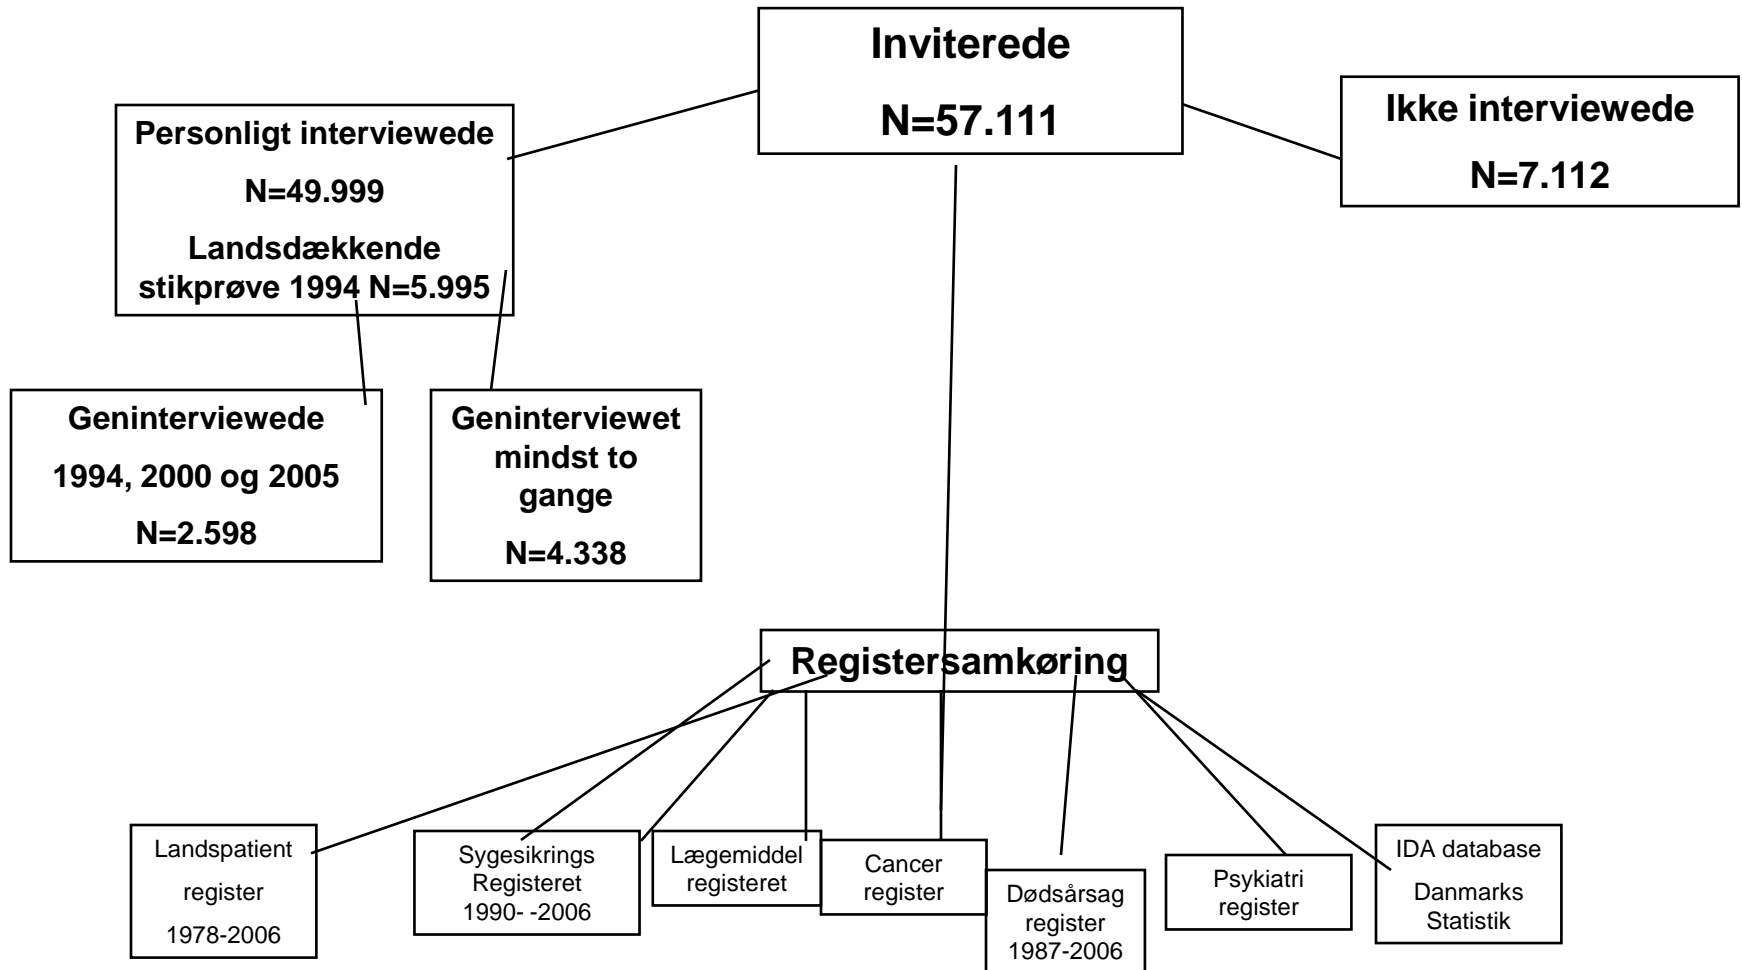 Inviterede
N=57.111
Personligt interviewede
N=49.999
Landsdækkende
stikprøve 1994 N=5.995
Ikke interviewede
N=7.112
Geninterviewede
1994, 2000 og 2005
N=2.598
Geninterviewet
mindst to
gange
N=4.338
Registersamkøring
Landspatient
register
1978-2006
Sygesikrings
Registeret
1990- -2006
Lægemiddel
registeret
Cancer
register
Dødsårsag
register
1987-2006
Psykiatri
register
IDA database
Danmarks
Statistik